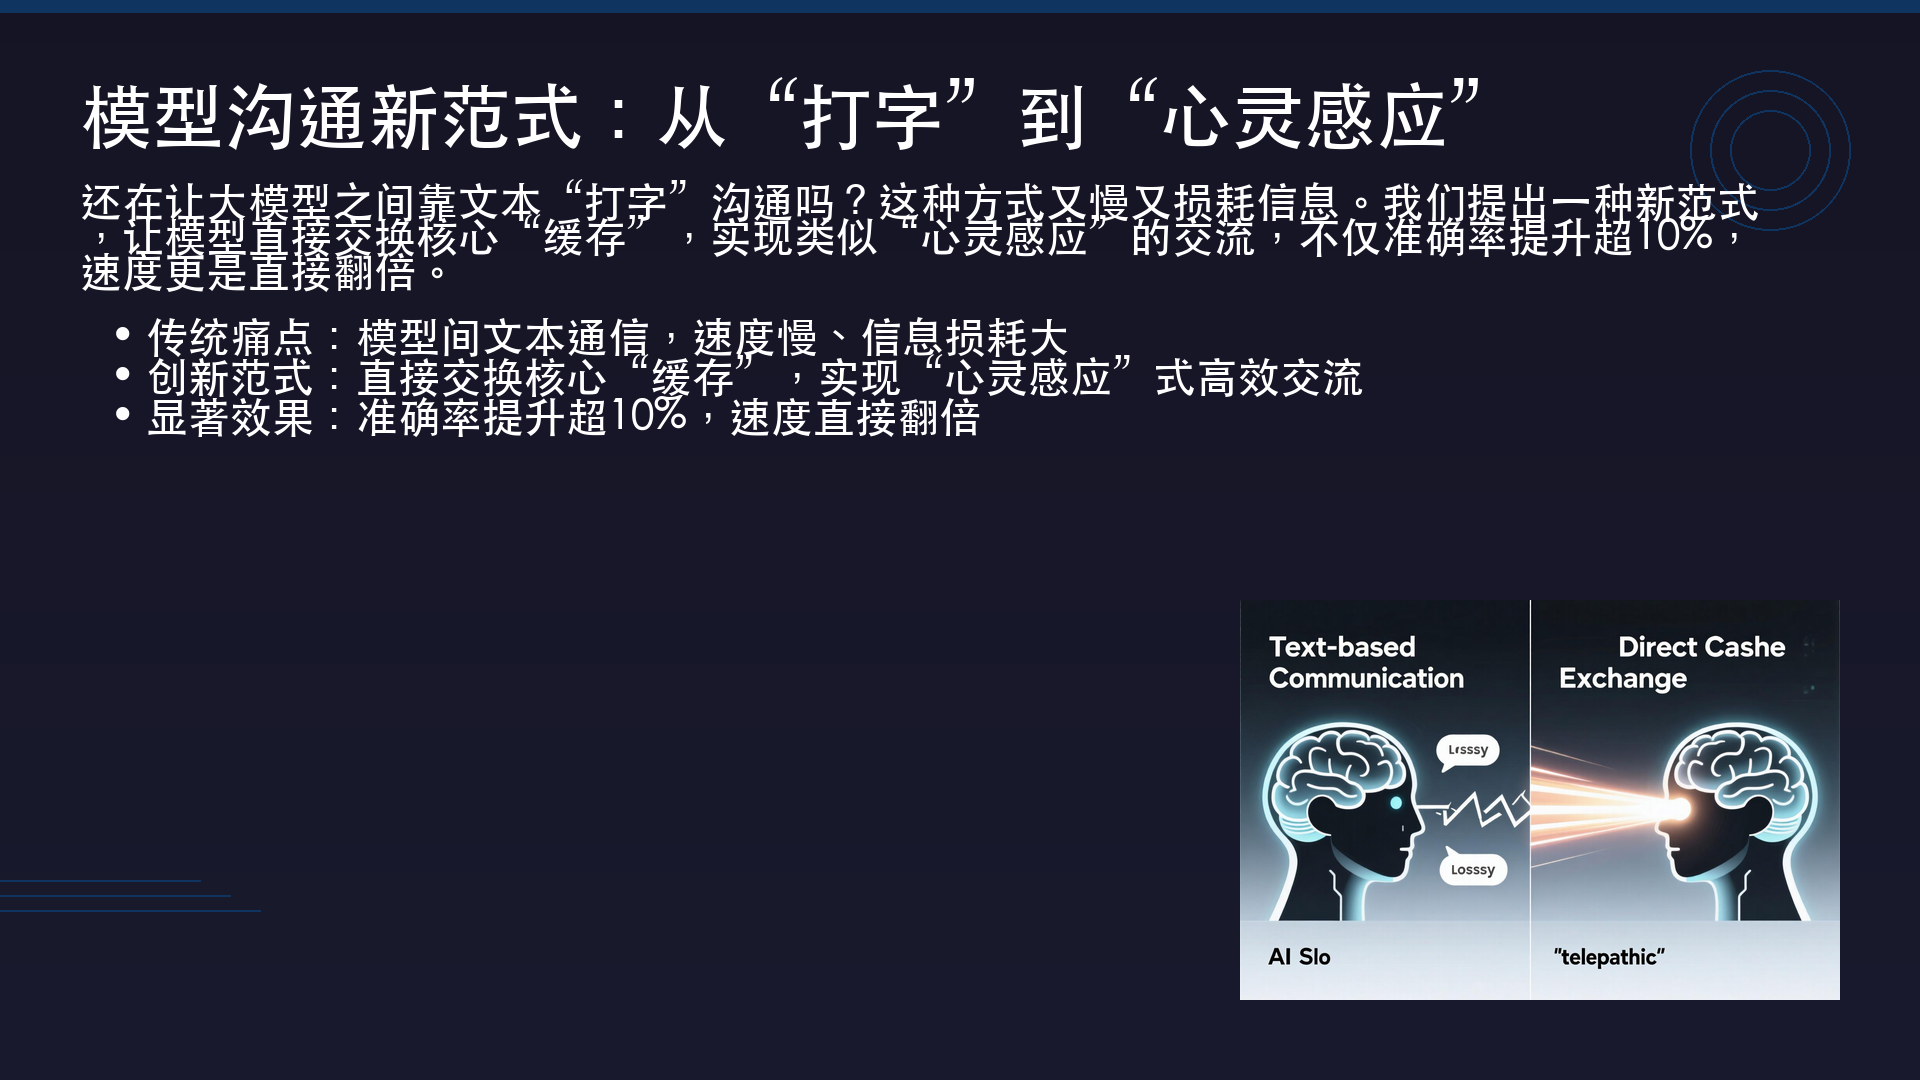 模型沟通新范式：从“打字”到“心灵感应”
还在让大模型之间靠文本“打字”沟通吗？这种方式又慢又损耗信息。我们提出一种新范式
，让模型直接交换核心“缓存”，实现类似“心灵感应”的交流，不仅准确率提升超10%，
速度更是直接翻倍。
• 传统痛点：模型间文本通信，速度慢、信息损耗大
• 创新范式：直接交换核心“缓存”，实现“心灵感应”式高效交流
• 显著效果：准确率提升超10%，速度直接翻倍
Text-based
Communication
Lsssy
Losssy
AI Slo
Direct Cashe
Exchange
"telepathic"